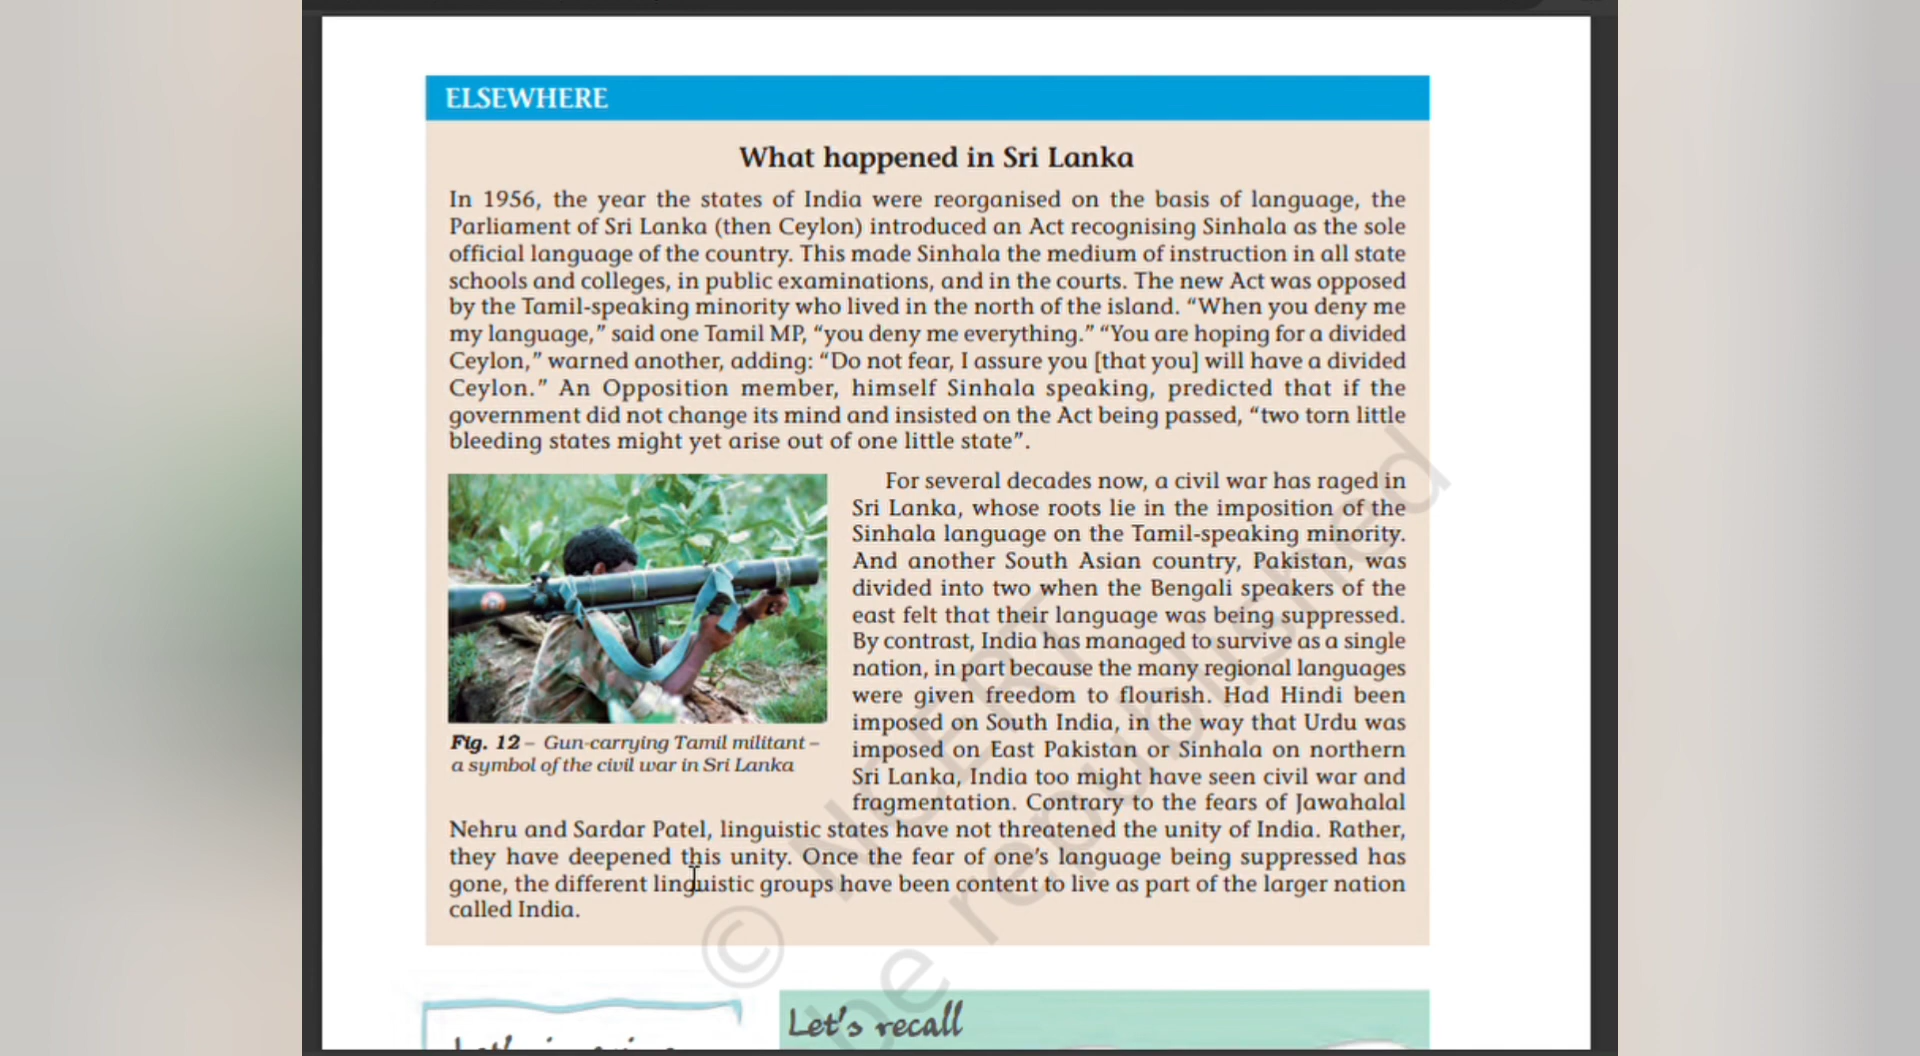 ELSEWHERE
What happened in Sri Lanka
In 1956, the year the states of India were reorganised on the basis of language, the
Parliament of Sri Lanka (then Ceylon) introduced an Act recognising Sinhala as the sole
official language of the country. This made Sinhala the medium of instruction in all state
schools and colleges, in public examinations, and in the courts. The new Act was opposed
by the Tamil-speaking minority who lived in the north of the island. “When you deny me
my language,” said one Tamil MP, “you deny me everything.” “You are hoping for a divided
Ceylon,” warned another, adding: “Do not fear, I assure you [that you] will have a divided
Ceylon.” An Opposition member, himself Sinhala speaking, predicted that if the
government did not change its mind and insisted on the Act being passed, “two torn little
bleeding states might yet arise out of one little state”.
For several decades now, a civil war has raged in
Sri Lanka, whose roots lie in the imposition of the
Sinhala language on the Tamil-speaking minority.
And another South Asian country, Pakistan, was
divided into two when the Bengali speakers of the
east felt that their language was being suppressed.
By contrast, India has managed to survive as a single
nation, in part because the many regional languages
were given freedom to flourish. Had Hindi been
imposed on South India, in the way that Urdu was
imposed on East Pakistan or Sinhala on northern
Sri Lanka, India too might have seen civil war and
fragmentation. Contrary to the fears of Jawahalal
Nehru and Sardar Patel, linguistic states have not threatened the unity of India. Rather,
they have deepened this unity. Once the fear of one’s language being suppressed has
gone, the different linguistic groups have been content to live as part of the larger nation
called India.
Fig. 12 – Gun-carrying Tamil militant –
a symbol of the civil war in Sri Lanka
© NCERT
be republished
Let’s recall